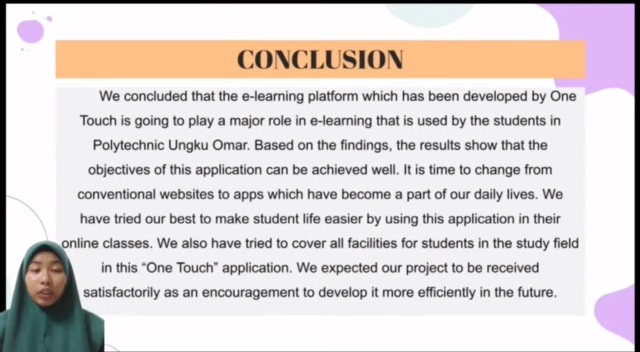 CONCLUSION
We concluded that the e-learning platform which has been developed by One
Touch is going to play a major role in e-learning that is used by the students in
Polytechnic Ungku Omar. Based on the findings, the results show that the
objectives of this application can be achieved well. It is time to change from
conventional websites to apps which have become a part of our daily lives. We
have tried our best to make student life easier by using this application in their
online classes. We also have tried to cover all facilities for students in the study field
in this “One Touch” application. We expected our project to be received
satisfactorily as an encouragement to develop it more efficiently in the future.